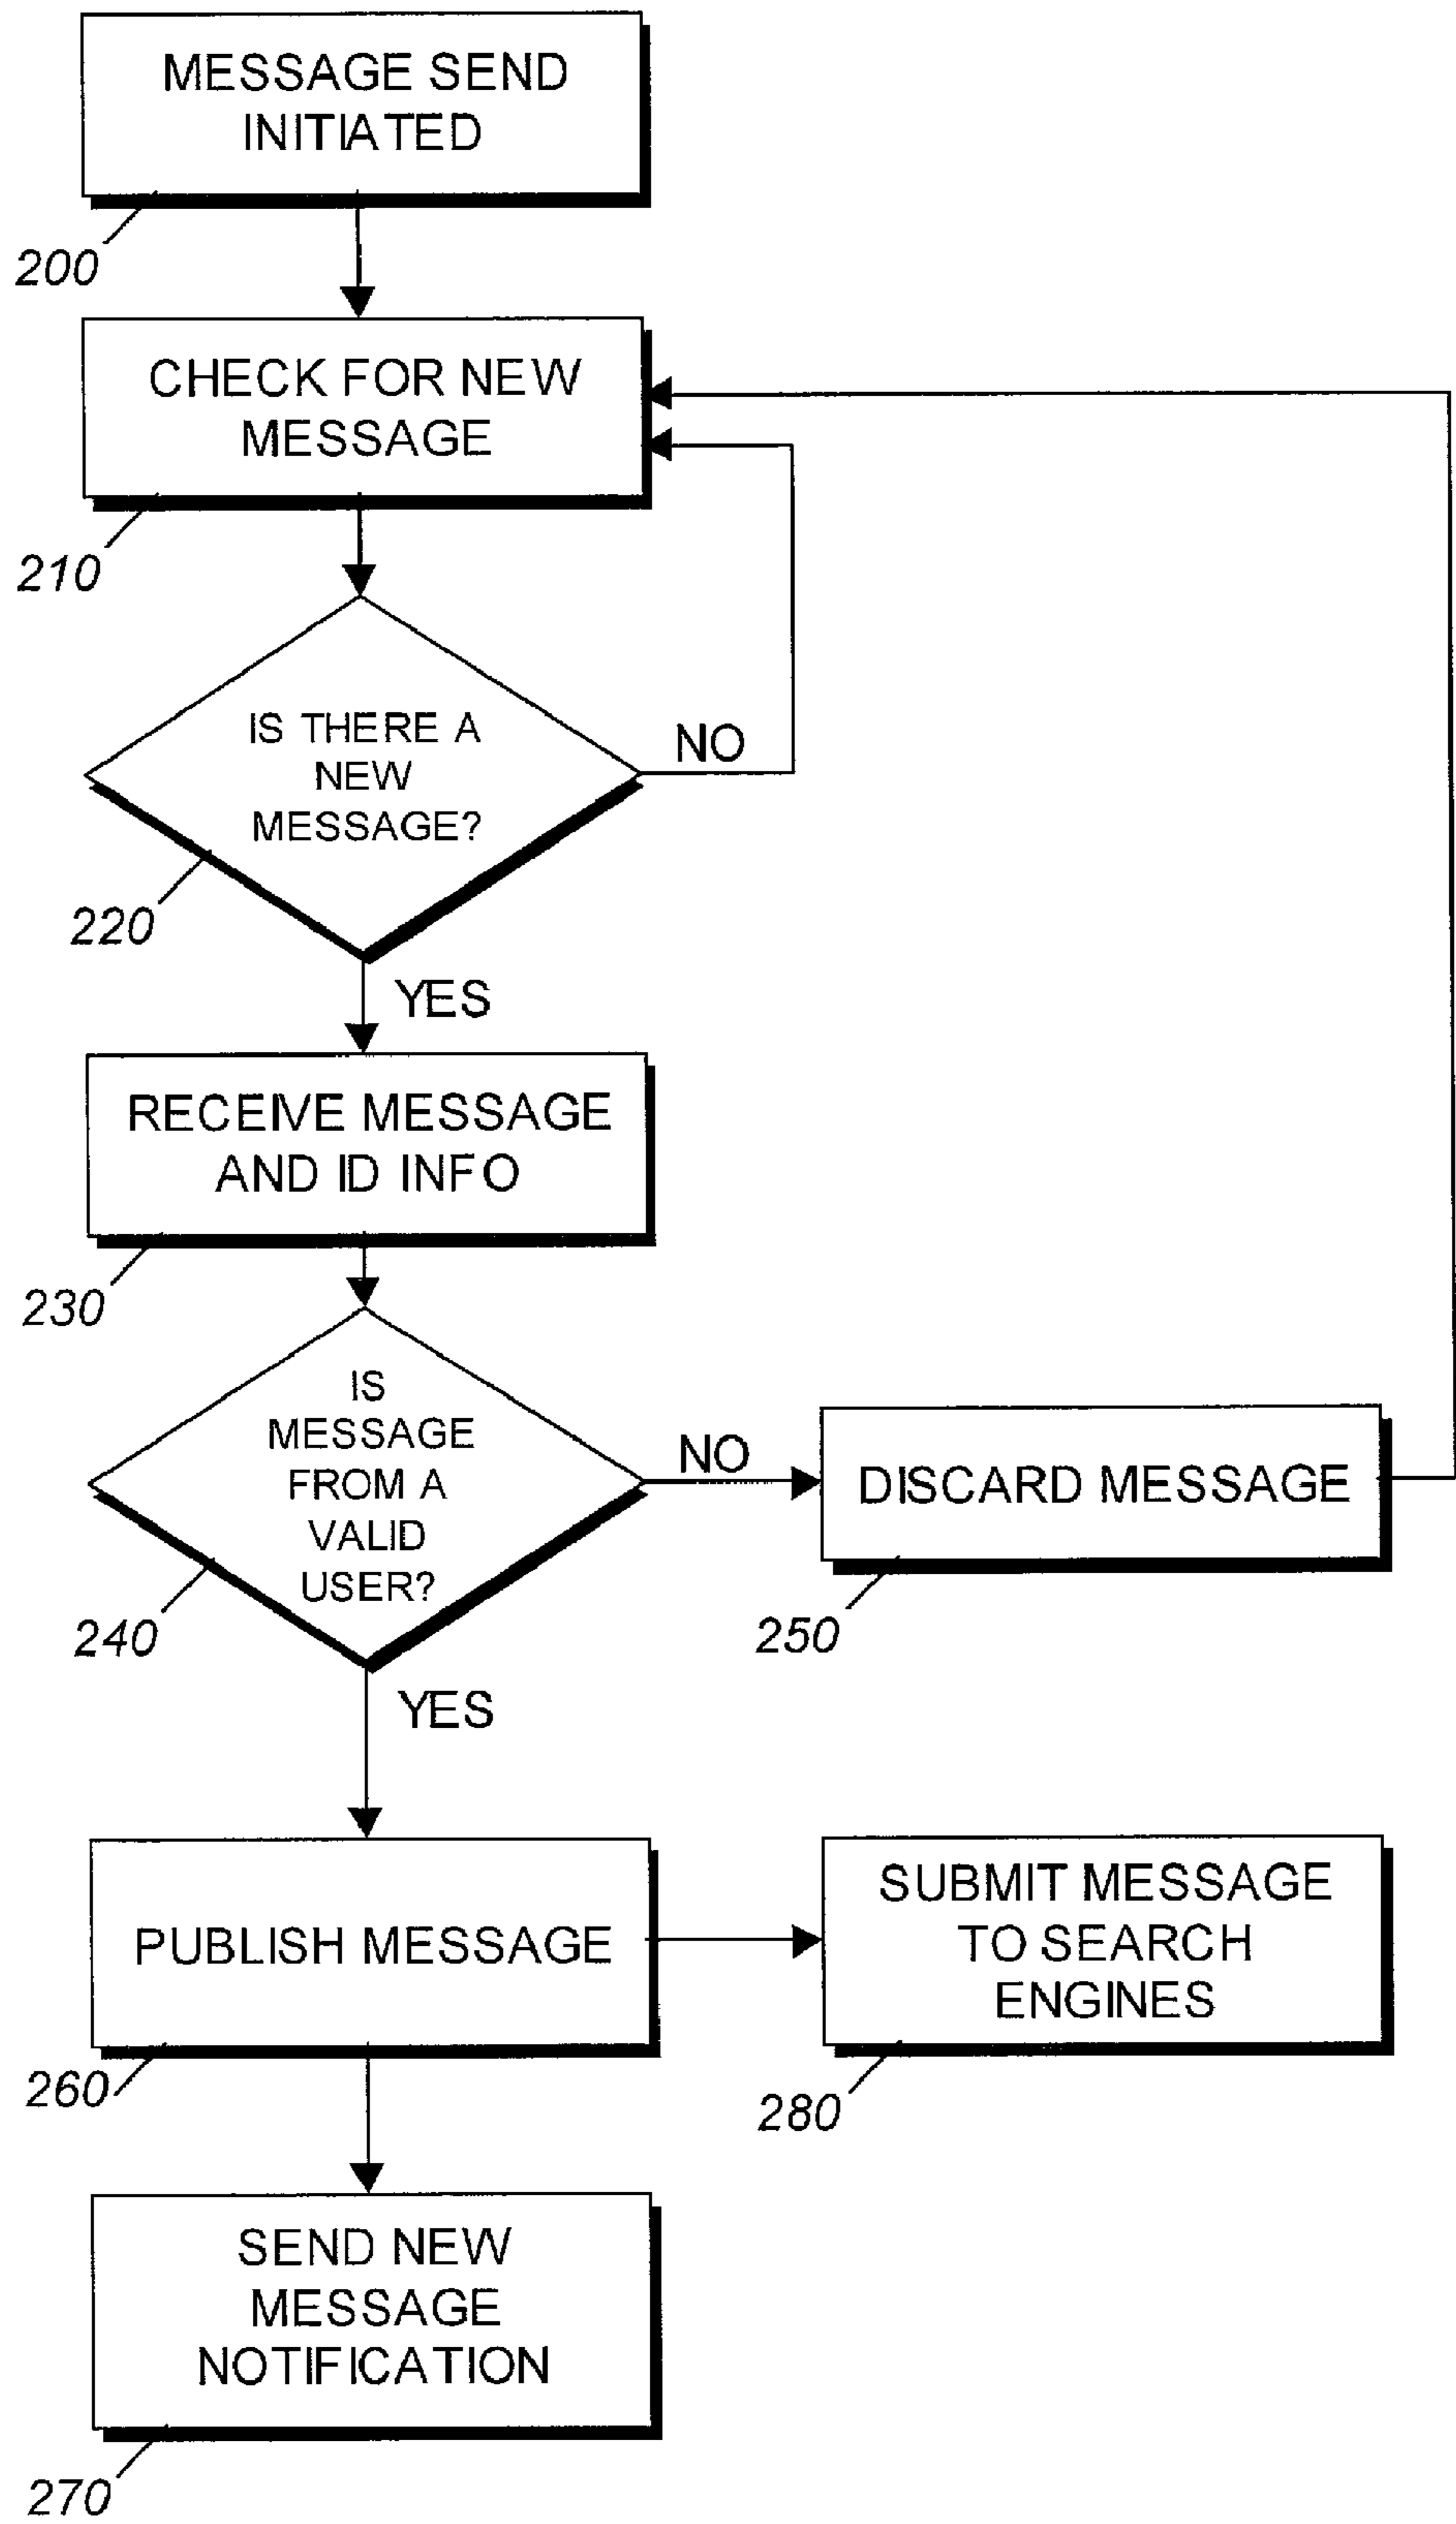 MESSAGE SEND
INITIATED
200
CHECK FOR NEW
MESSAGE
210
IS THERE A
NEW
MESSAGE?
NO
220
YES
RECEIVE MESSAGE
AND ID INFO
230
IS
MESSAGE
FROM A
VALID
USER?
NO
DISCARD MESSAGE
240
250
YES
PUBLISH MESSAGE
SUBMIT MESSAGE
TO SEARCH
ENGINES
260
280
SEND NEW
MESSAGE
NOTIFICATION
270